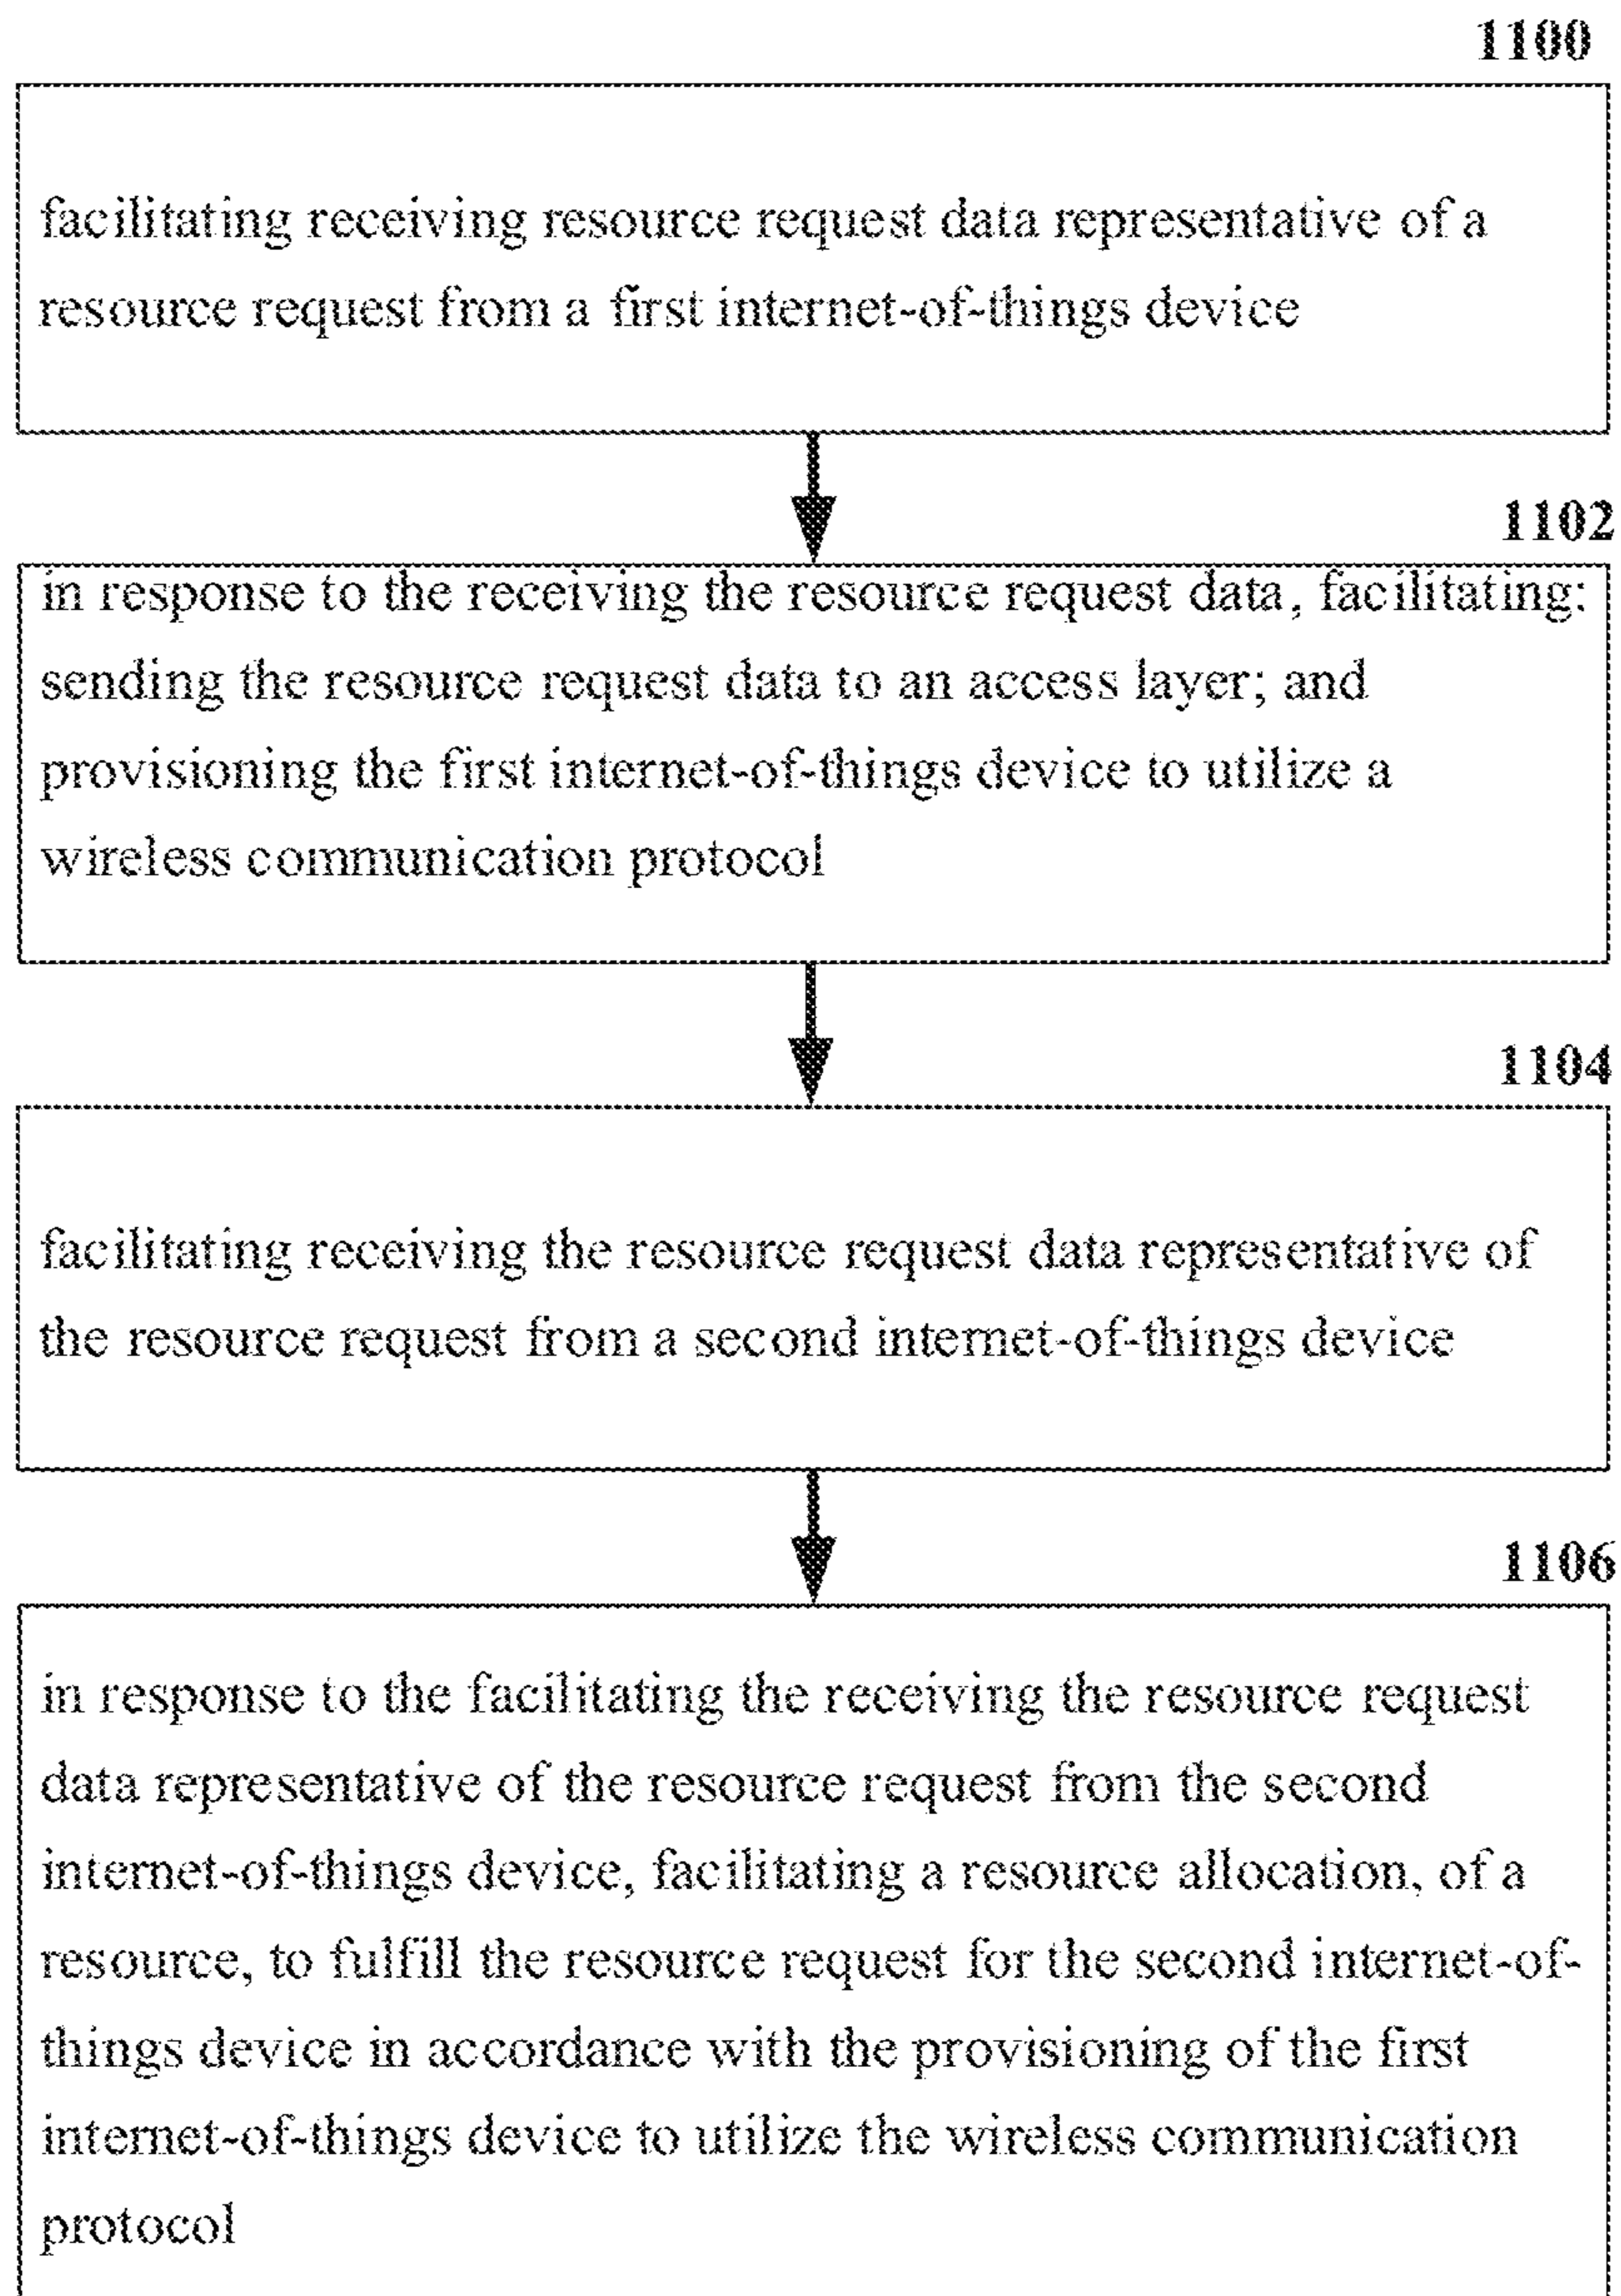 1100
facilitating receiving resource request data representative of a
resource request from a first internet-of-things device
1102
in response to the receiving the resource request data, facilitating:
sending the resource request data to an access layer; and
provisioning the first internet-of-things device to utilize a
wireless communication protocol
1104
facilitating receiving the resource request data representative of
the resource request from a second internet-of-things device
1106
in response to the facilitating the receiving the resource request
data representative of the resource request from the second
internet-of-things device, facilitating a resource allocation, of a
resource, to fulfill the resource request for the second internet-of-
things device in accordance with the provisioning of the first
internet-of-things device to utilize the wireless communication
protocol